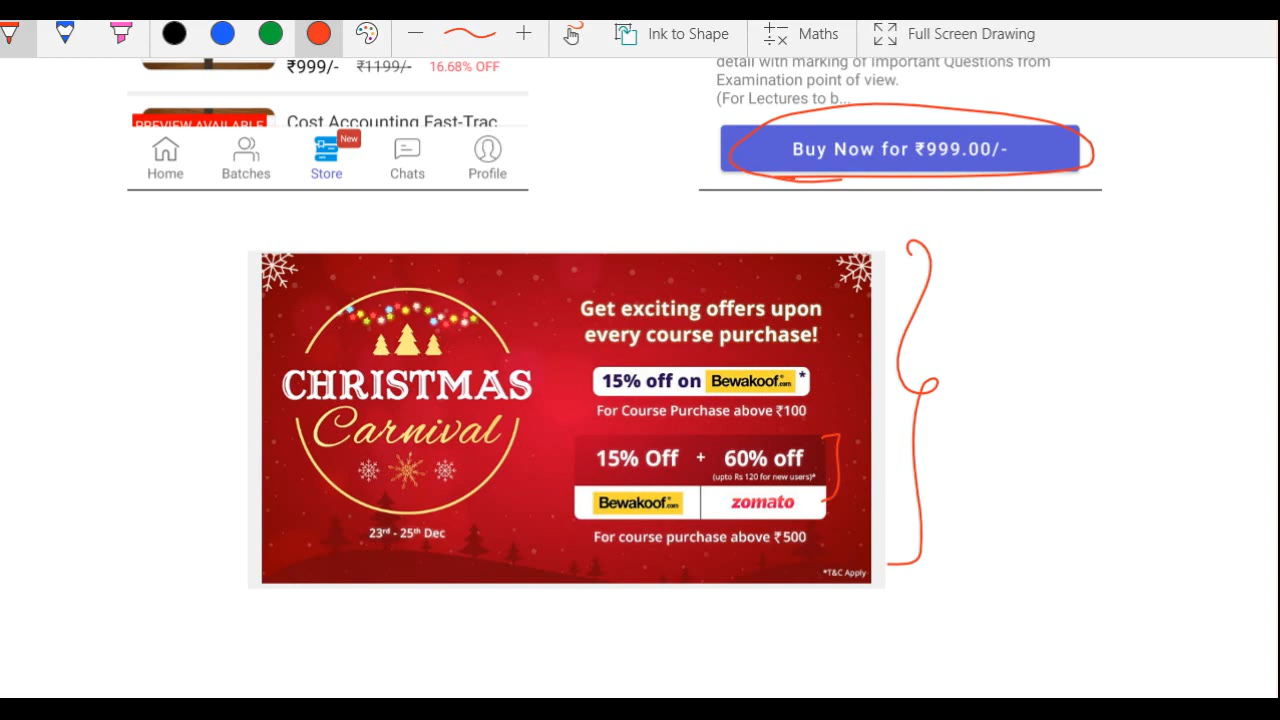 Ink to Shape
Maths
Full Screen Drawing
₹999/- ₹1199/- 16.68% OFF
PREVIEW AVAILABLE
Cost Accounting Fast-Trac
New
Home
Batches
Store
Chats
Profile
detail with marking of Important Questions from
Examination point of view.
(For Lectures to b...
Buy Now for ₹999.00/-
CHRISTMAS
Carnival
23rd - 25th Dec
Get exciting offers upon
every course purchase!
15% off on Bewakoof.com *
For Course Purchase above ₹100
15% Off + 60% off
(upto Rs 120 for new users)*
Bewakoof.com zomato
For course purchase above ₹500
*T&C Apply